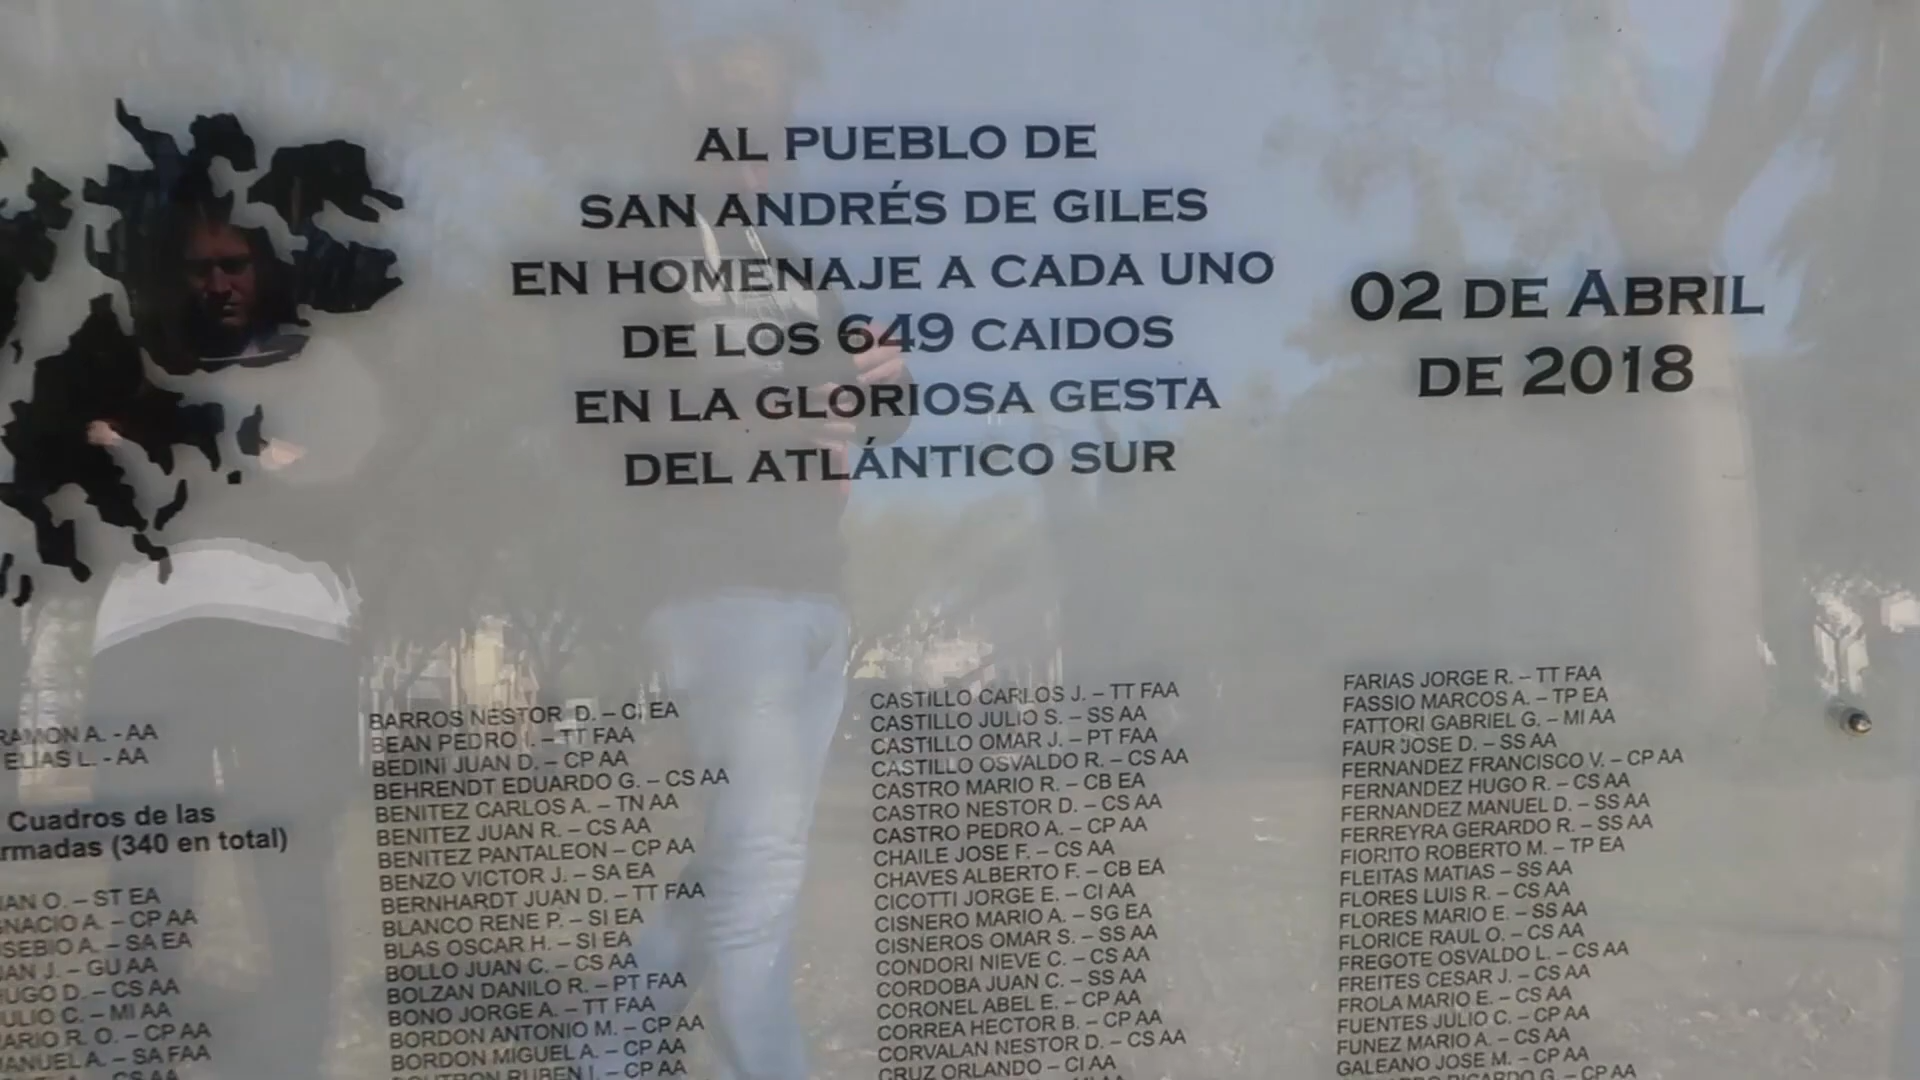 AL PUEBLO DE
SAN ANDRÉS DE GILES
EN HOMENAJE A CADA UNO
DE LOS 649 CAIDOS
EN LA GLORIOSA GESTA
DEL ATLÁNTICO SUR
02 DE ABRIL
DE 2018
RAMON A. - AA
ELIAS L. - AA
Cuadros de las
rmadas (340 en total)
O. – ST EA
A. – CP AA
A. – SA EA
J. – GU AA
HUGO D. – CS AA
JULIO C. – MI AA
MARIO R. O. – CP AA
MANUEL A. – SA FAA
BARROS NESTOR D. – CI EA
BEAN PEDRO I. – TT FAA
BEDINI JUAN D. – CP AA
BEHRENDT EDUARDO G. – CS AA
BENITEZ CARLOS A. – TN AA
BENITEZ JUAN R. – CS AA
BENITEZ PANTALEON – CP AA
BENZO VICTOR J. – SA EA
BERNHARDT JUAN D. – TT FAA
BLANCO RENE P. – SI EA
BLAS OSCAR H. – SI EA
BOLLO JUAN C. – CS AA
BOLZAN DANILO R. – PT FAA
BONO JORGE A. – TT FAA
BORDON ANTONIO M. – CP AA
BORDON MIGUEL A. – CP AA
RUBEN I. – CP AA
CASTILLO CARLOS J. – TT FAA
CASTILLO JULIO S. – SS AA
CASTILLO OMAR J. – PT FAA
CASTILLO OSVALDO R. – CS AA
CASTRO MARIO R. – CB EA
CASTRO NESTOR D. – CS AA
CASTRO PEDRO A. – CP AA
CHAILE JOSE F. – CS AA
CHAVES ALBERTO F. – CB EA
CICOTTI JORGE E. – CI AA
CISNERO MARIO A. – SG EA
CISNEROS OMAR S. – SS AA
CONDORI NIEVE C. – CS AA
CORDOBA JUAN C. – SS AA
CORONEL ABEL E. – CP AA
CORREA HECTOR B. – CP AA
CORVALAN NESTOR D. – CS AA
CRUZ ORLANDO – CI AA
FARIAS JORGE R. – TT FAA
FASSIO MARCOS A. – TP EA
FATTORI GABRIEL G. – MI AA
FAUR JOSE D. – SS AA
FERNANDEZ FRANCISCO V. – CP AA
FERNANDEZ HUGO R. – CS AA
FERNANDEZ MANUEL D. – SS AA
FERREYRA GERARDO R. – SS AA
FIORITO ROBERTO M. – TP EA
FLEITAS MATIAS – SS AA
FLORES LUIS R. – CS AA
FLORES MARIO E. – SS AA
FLORICE RAUL O. – CS AA
FREGOTE OSVALDO L. – CS AA
FREITES CESAR J. – CS AA
FROLA MARIO E. – CS AA
FUENTES JULIO C. – CP AA
FUNEZ MARIO A. – CS AA
GALEANO JOSE M. – CP AA
RICARDO G. – CP AA